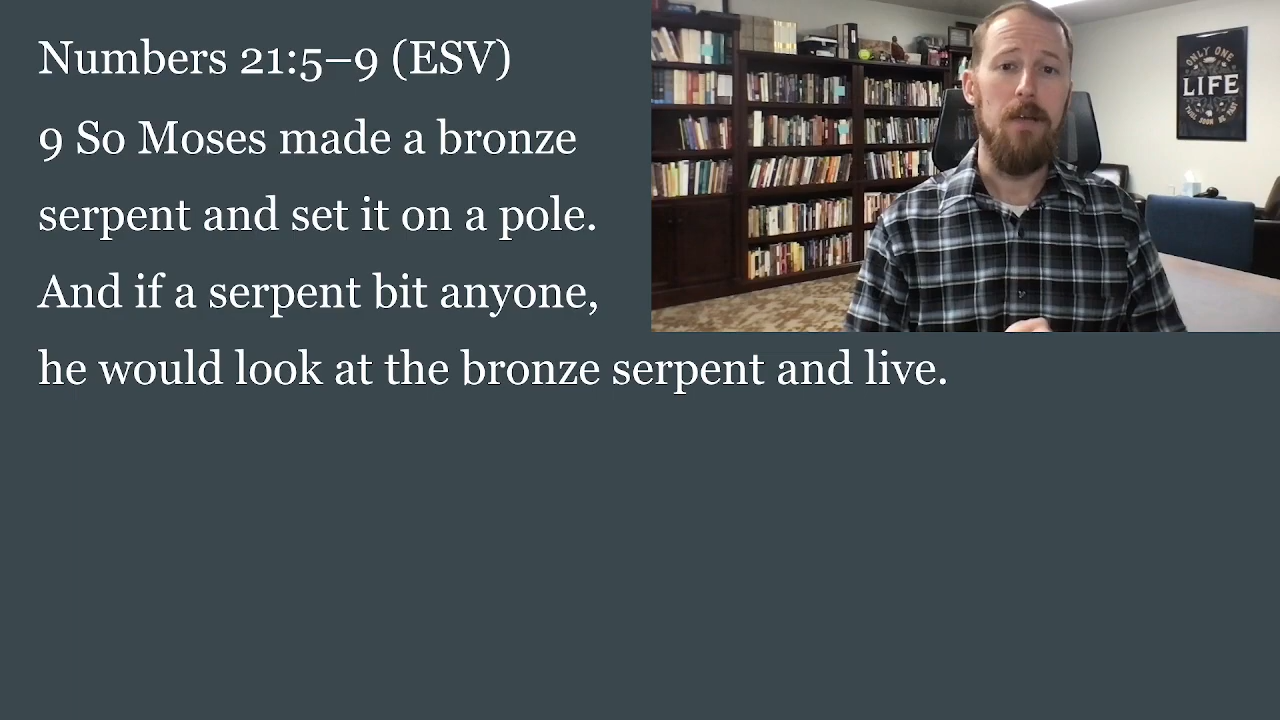 Numbers 21:5–9 (ESV)
9 So Moses made a bronze
serpent and set it on a pole.
And if a serpent bit anyone,
he would look at the bronze serpent and live.
ONLY ONE
LIFE